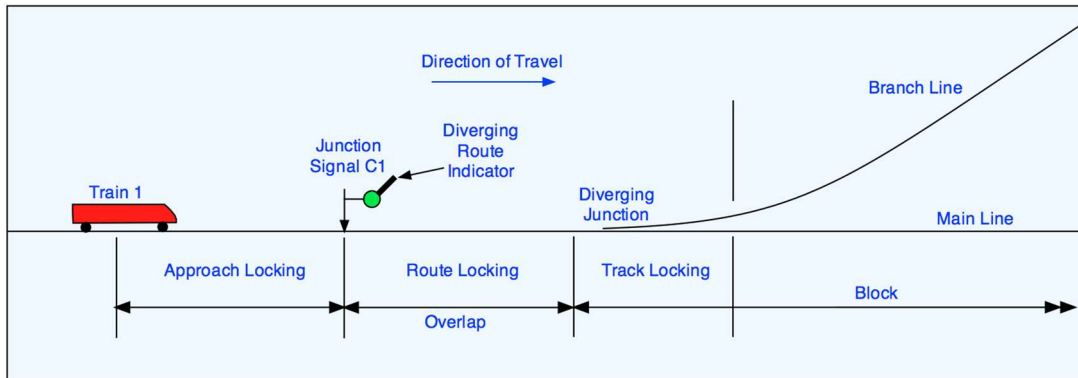 Direction of Travel
Branch Line
Junction
Signal C1
Diverging
Route
Indicator
Train 1
Diverging
Junction
Main Line
Approach Locking
Route Locking
Track Locking
Block
Overlap